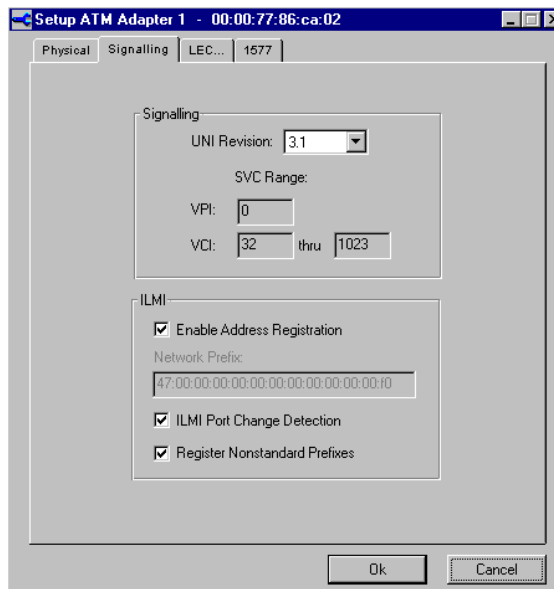 Setup ATM Adapter 1 - 00:00:77:86:ca:02
Physical Signalling LEC... 1577
Signalling
UNI Revision: 3.1
SVC Range:
VPI: 0
VCI: 32 thru 1023
ILMI
Enable Address Registration
Network Prefix:
47:00:00:00:00:00:00:00:00:00:00:00:f0
ILMI Port Change Detection
Register Nonstandard Prefixes
Ok Cancel